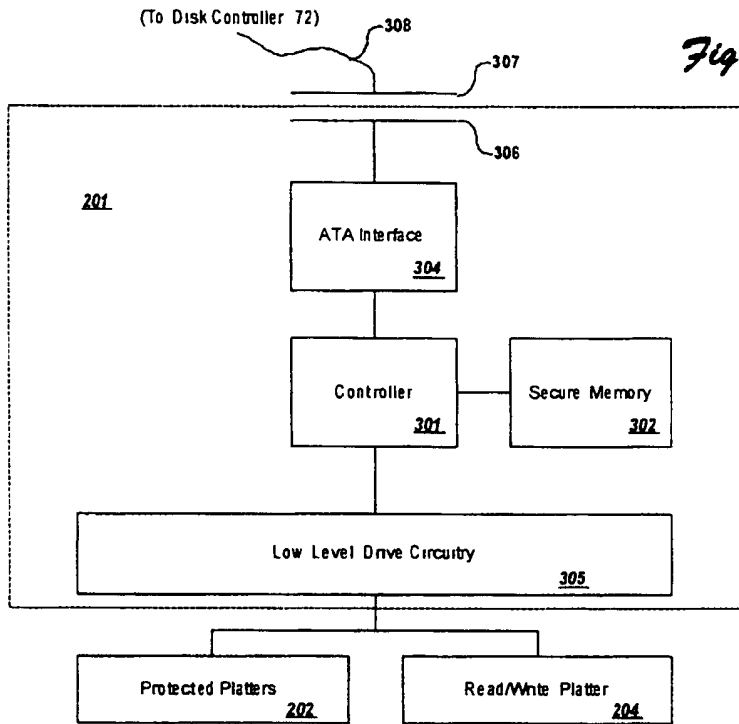 (To Disk Controller 72)
308
307
Fig
306
201
ATA Interface
304
Controller
301
Secure Memory
302
Low Level Drive Circuitry
305
Protected Platters
202
Read/Write Platter
204